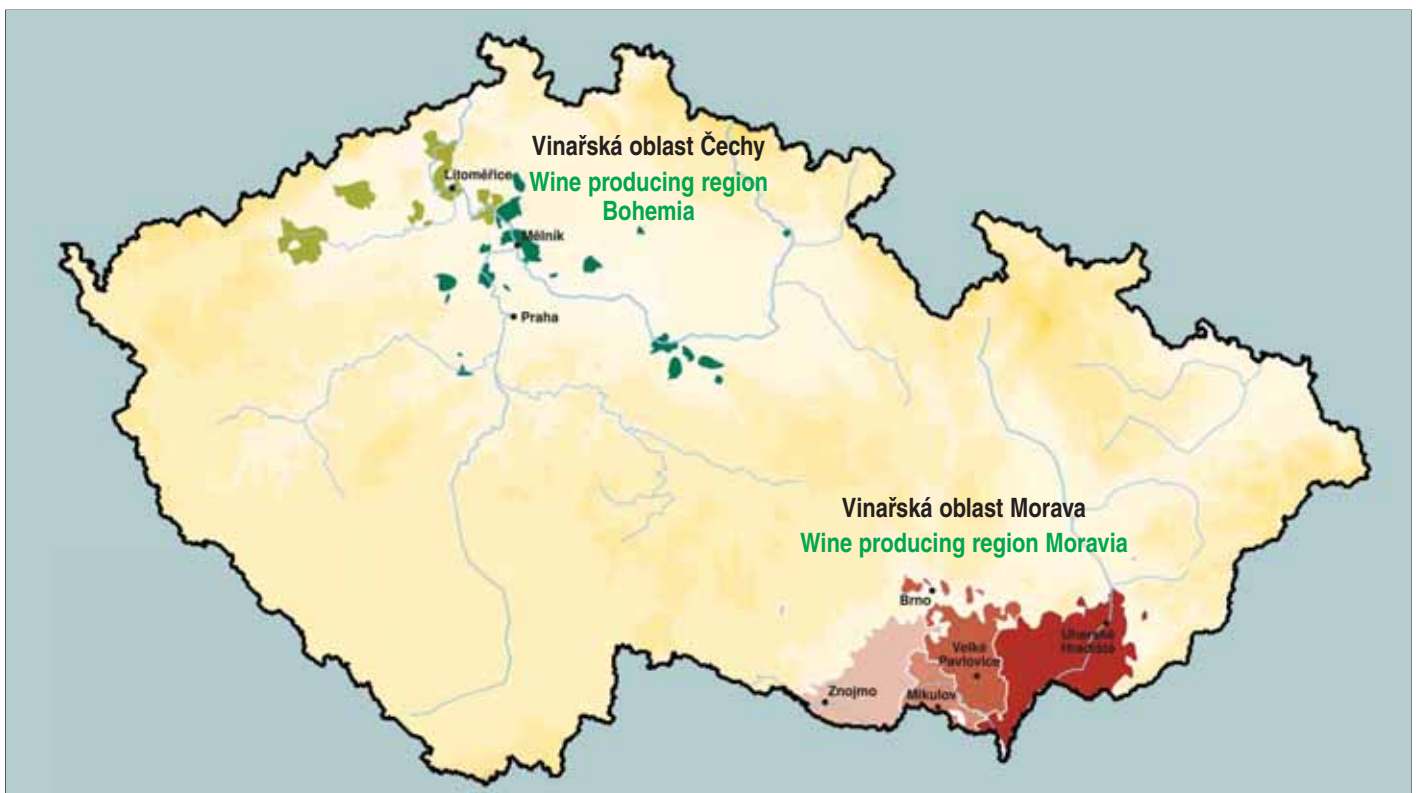 Vinařská oblast Čechy
Wine producing region
Bohemia
Litoměřice
Mělník
Praha
Vinařská oblast Morava
Wine producing region Moravia
Brno
Uherské
Hradiště
Velké
Pavlovice
Znojmo
Mikulov